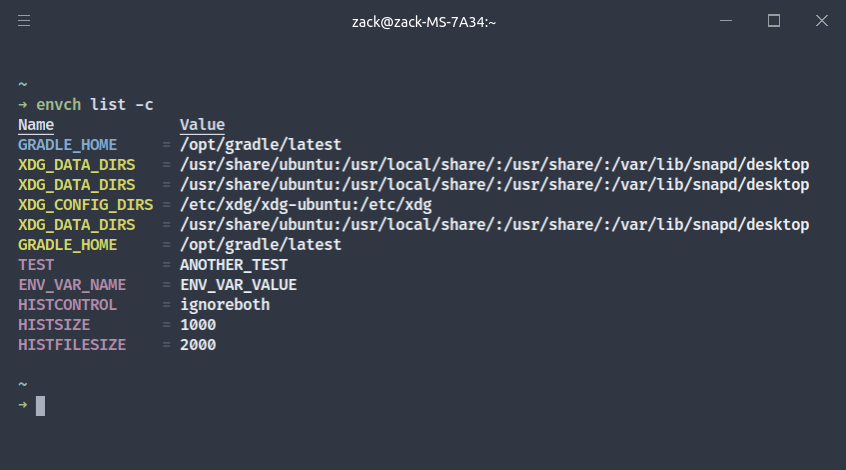 zack@zack-MS-7A34:~
~
→ envch list -c
Name Value
GRADLE_HOME = /opt/gradle/latest
XDG_DATA_DIRS = /usr/share/ubuntu:/usr/local/share/:/usr/share/:/var/lib/snapd/desktop
XDG_DATA_DIRS = /usr/share/ubuntu:/usr/local/share/:/usr/share/:/var/lib/snapd/desktop
XDG_CONFIG_DIRS = /etc/xdg/xdg-ubuntu:/etc/xdg
XDG_DATA_DIRS = /usr/share/ubuntu:/usr/local/share/:/usr/share/:/var/lib/snapd/desktop
GRADLE_HOME = /opt/gradle/latest
TEST = ANOTHER_TEST
ENV_VAR_NAME = ENV_VAR_VALUE
HISTCONTROL = ignoreboth
HISTSIZE = 1000
HISTFILESIZE = 2000
~
→